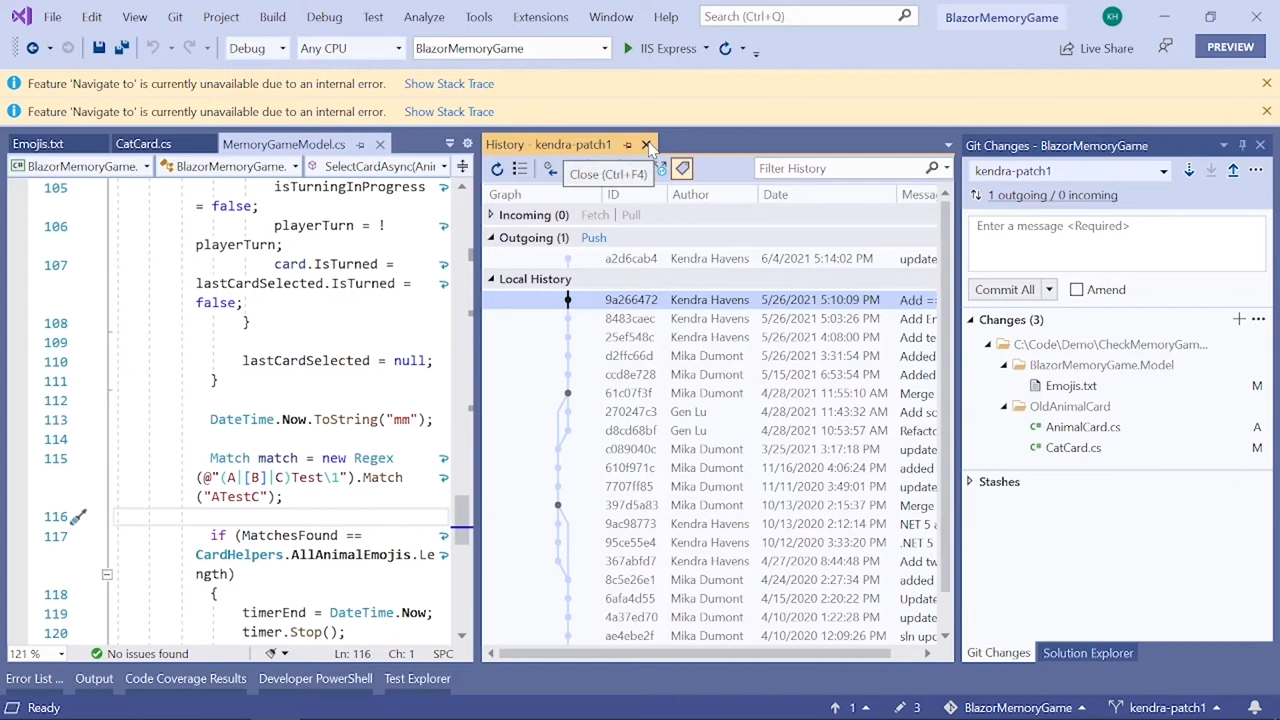 File Edit View Git Project Build Debug Test Analyze Tools Extensions Window Help Search (Ctrl+Q) BlazorMemoryGame KH
Debug Any CPU BlazorMemoryGame IIS Express Live Share PREVIEW
Feature 'Navigate to' is currently unavailable due to an internal error. Show Stack Trace
Feature 'Navigate to' is currently unavailable due to an internal error. Show Stack Trace
Emojis.txt CatCard.cs MemoryGameModel.cs
BlazorMemoryGame. BlazorMemoryGame. SelectCardAsync(Anir
105 isTurningInProgress
= false;
106 playerTurn = !
playerTurn;
107 card.IsTurned =
lastCardSelected.IsTurned =
false;
108 }
109
110 lastCardSelected = null;
111 }
112
113 DateTime.Now.ToString("mm");
114
115 Match match = new Regex
(@"(A|[B]|C)Test\1").Match
("ATestC");
116
117 if (MatchesFound ==
CardHelpers.AllAnimalEmojis.Le
ngth)
118 {
119 timerEnd = DateTime.Now;
120 timer.Stop();
121 % No issues found Ln: 116 Ch: 1 SPC
History - kendra-patch1
Close (Ctrl+F4)
Filter History
Graph ID Author Date Messa
Incoming (0) Fetch | Pull
Outgoing (1) Push
a2d6cab4 Kendra Havens 6/4/2021 5:14:02 PM update
Local History
9a266472 Kendra Havens 5/26/2021 5:10:09 PM Add =
8483caec Kendra Havens 5/26/2021 5:03:26 PM Add En
25ef548c Kendra Havens 5/26/2021 4:08:00 PM Add te
d2ffc66d Mika Dumont 5/26/2021 3:31:54 PM Added
ccd8e728 Mika Dumont 5/15/2021 6:53:54 PM Added
61c07f3f Mika Dumont 4/28/2021 11:55:10 AM Merge
270247c3 Gen Lu 4/28/2021 11:43:32 AM Add so
d8cd68bf Gen Lu 4/28/2021 10:53:57 AM Refacto
c089040c Mika Dumont 3/25/2021 3:17:18 PM added
610f971c Mika Dumont 11/16/2020 4:06:24 PM added
7707ff85 Mika Dumont 11/11/2020 3:49:00 PM update
397d5a83 Mika Dumont 10/13/2020 2:15:37 PM Merge
9ac98773 Kendra Havens 10/13/2020 2:12:14 PM NET 5 a
95ce55e4 Kendra Havens 10/12/2020 3:33:20 PM .NET 5
367abfd7 Kendra Havens 4/27/2020 8:44:48 PM Add tw
8c5e26e1 Mika Dumont 4/24/2020 2:27:34 PM added
6afa4d55 Mika Dumont 4/15/2020 2:20:22 PM Update
4a37ed70 Mika Dumont 4/10/2020 1:22:28 PM update
ae4ebe2f Mika Dumont 4/10/2020 12:09:26 PM sln up
Git Changes - BlazorMemoryGame
kendra-patch1
1 outgoing / 0 incoming
Enter a message <Required>
Commit All Amend
Changes (3)
C:\Code\Demo\CheckMemoryGam...
BlazorMemoryGame.Model
Emojis.txt M
OldAnimalCard
AnimalCard.cs A
CatCard.cs M
Stashes
Git Changes Solution Explorer
Error List ... Output Code Coverage Results Developer PowerShell Test Explorer
Ready 1 3 BlazorMemoryGame kendra-patch1